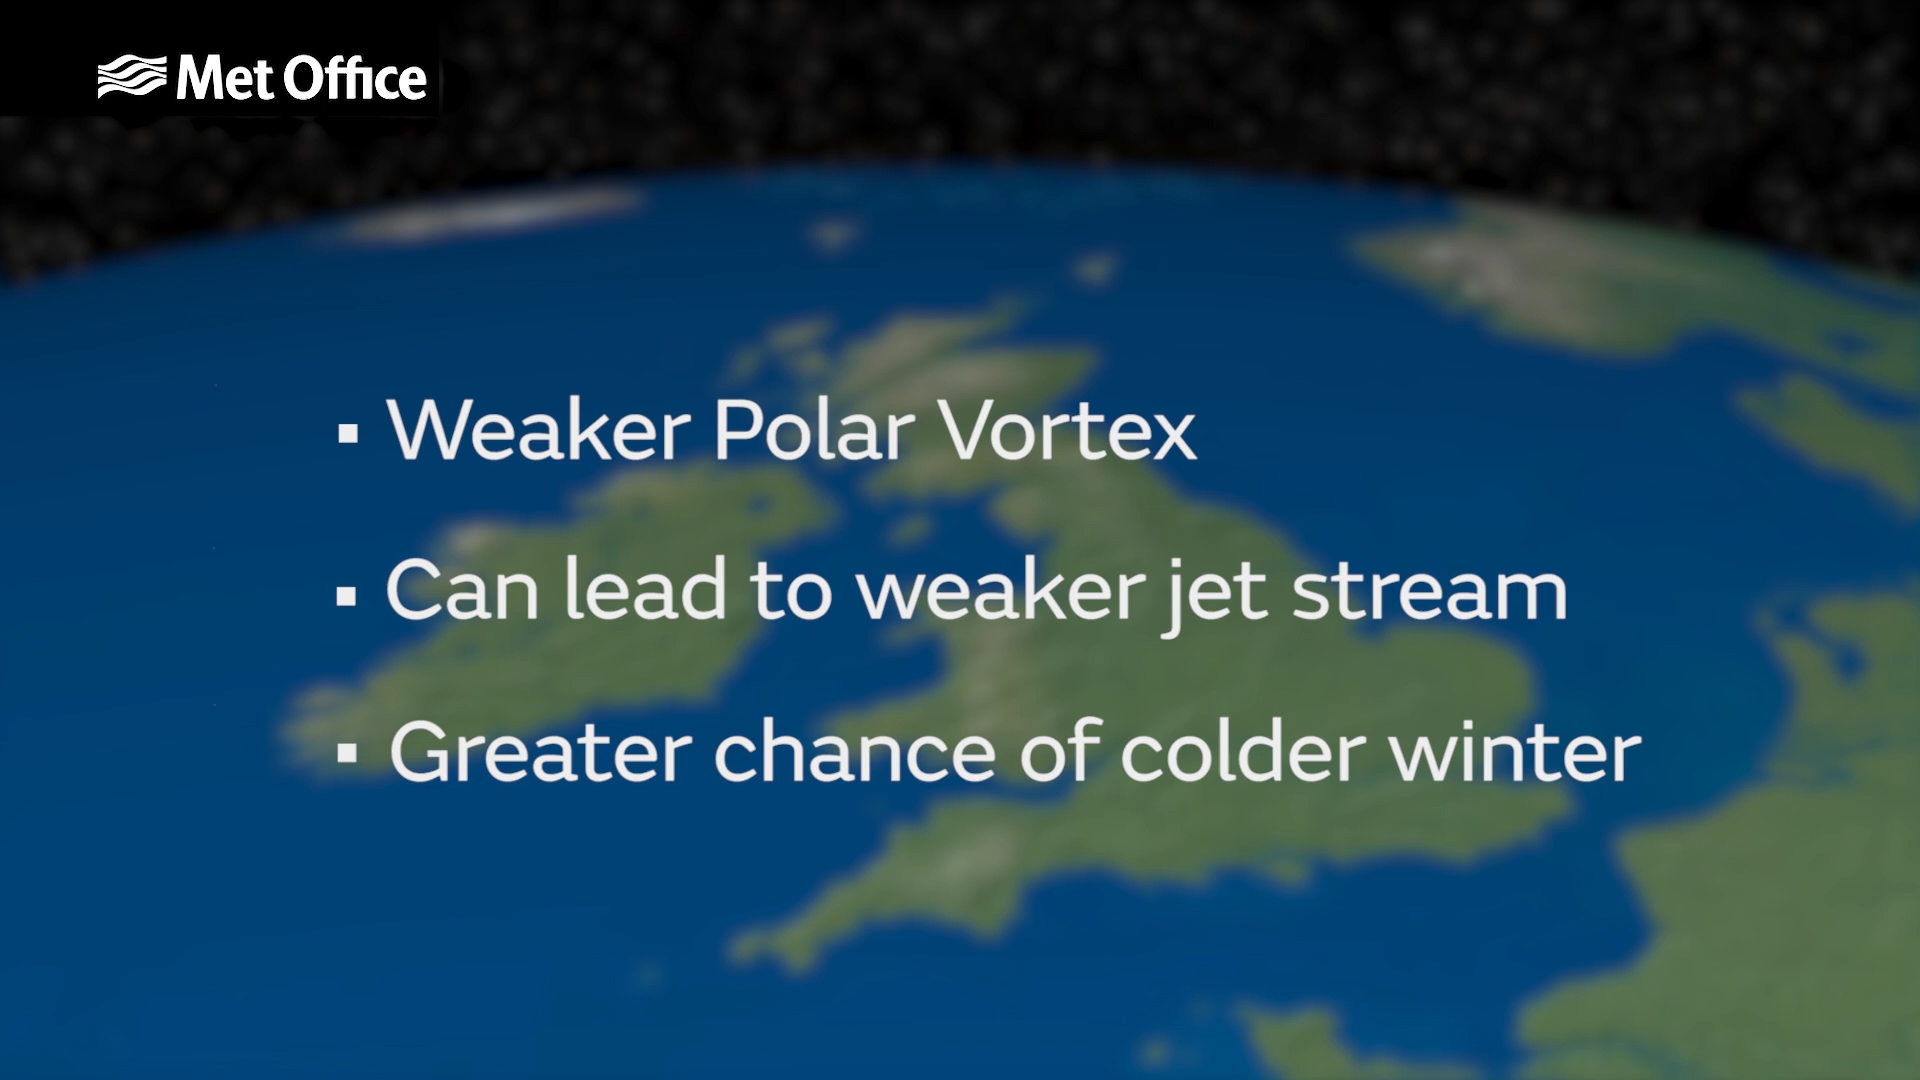 Met Office
▪ Weaker Polar Vortex
▪ Can lead to weaker jet stream
▪ Greater chance of colder winter